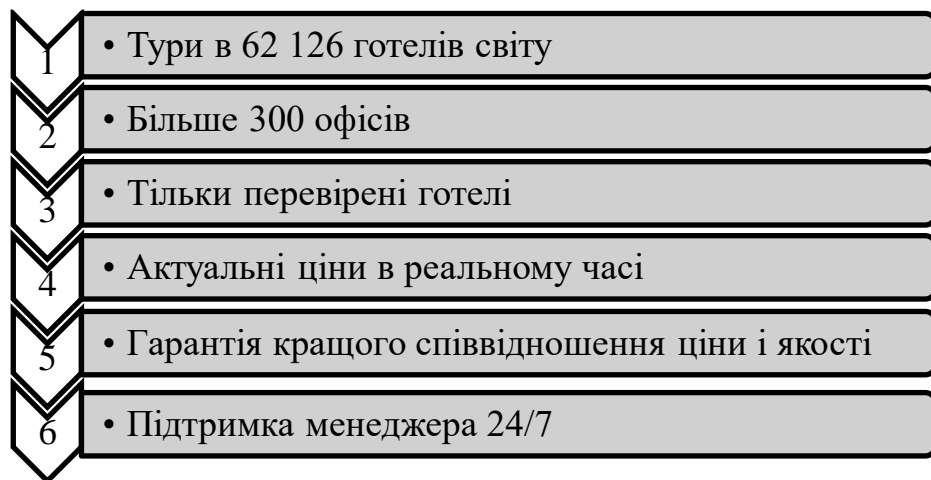 1 • Тури в 62 126 готелів світу
2 • Більше 300 офісів
3 • Тільки перевірені готелі
4 • Актуальні ціни в реальному часі
5 • Гарантія кращого співвідношення ціни і якості
6 • Підтримка менеджера 24/7